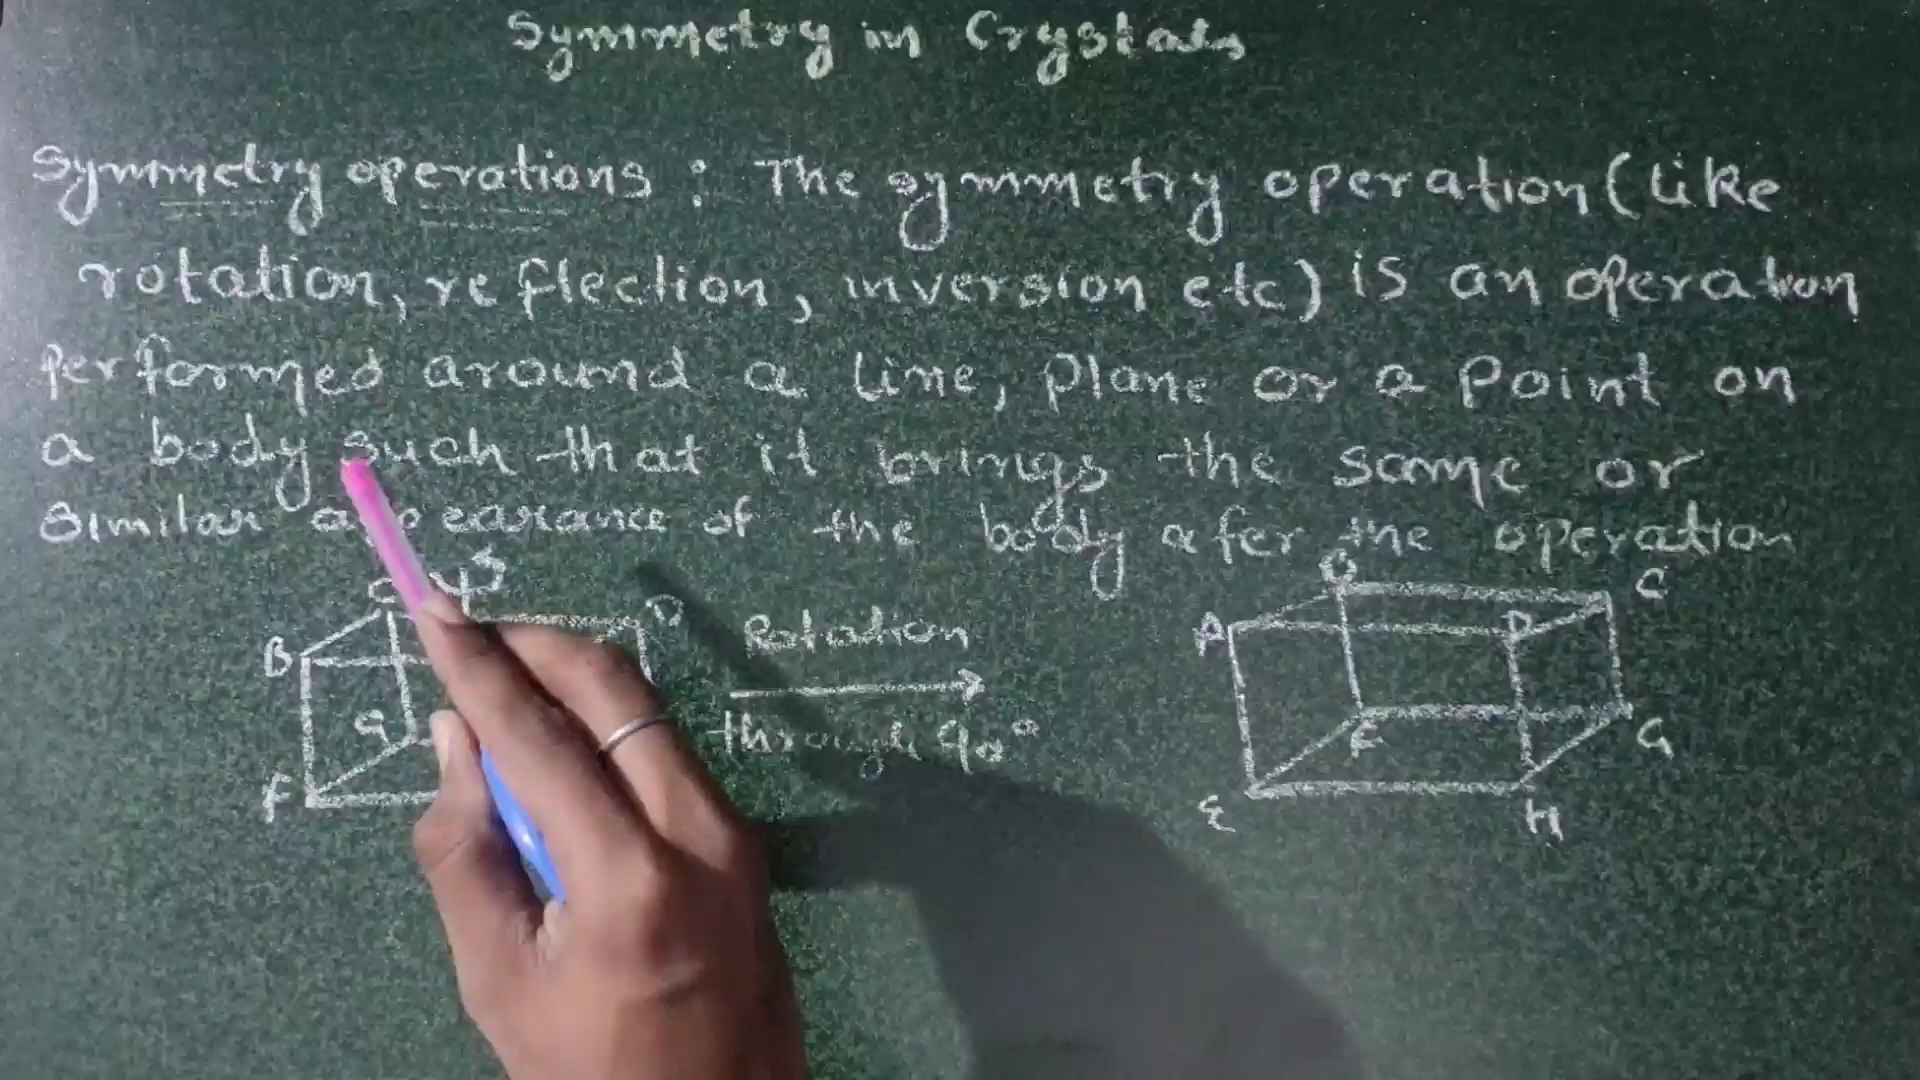 Symmetry in Crystals
Symmetry operations : The symmetry operation (like
rotation, reflection, inversion etc) is an operation
performed around a line, plane or a point on
a body such that it brings the same or
similar appearance of the body afer the operation
C
D
B
G
F
Rotation
through 90°
B
C
A
D
F
G
E
H